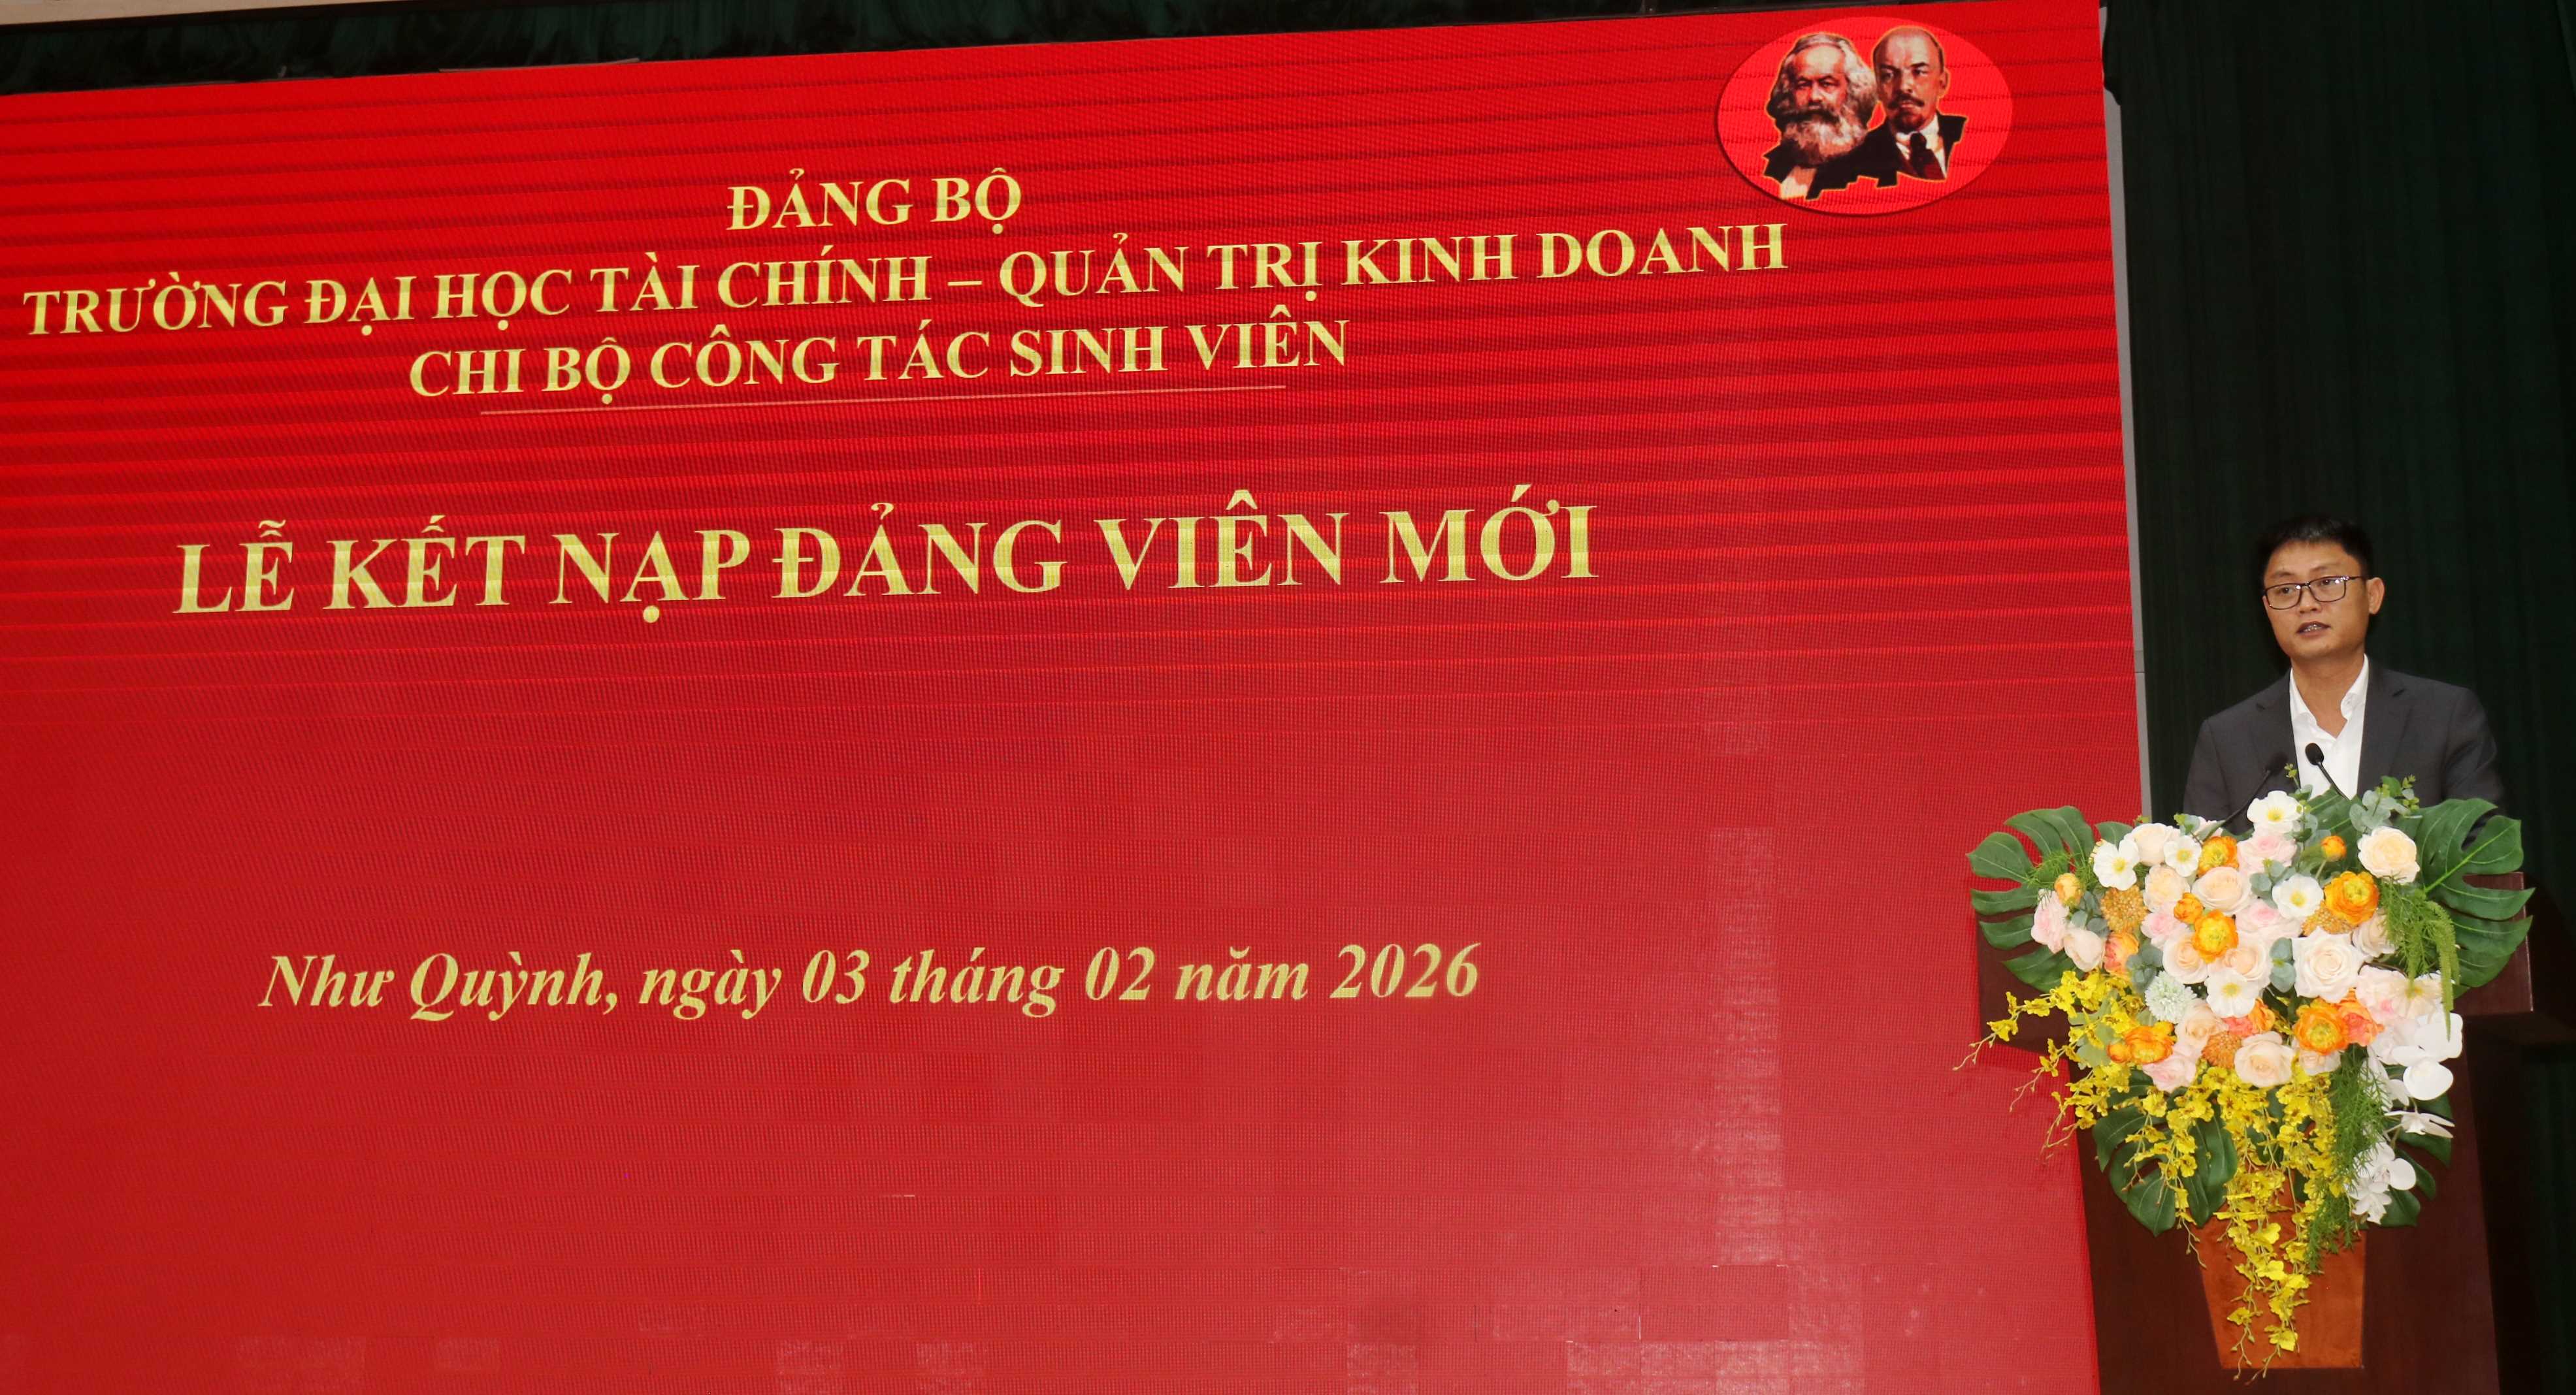 ĐẢNG BỘ
TRƯỜNG ĐẠI HỌC TÀI CHÍNH – QUẢN TRỊ KINH DOANH
CHI BỘ CÔNG TÁC SINH VIÊN
LỄ KẾT NẠP ĐẢNG VIÊN MỚI
Như Quỳnh, ngày 03 tháng 02 năm 2026